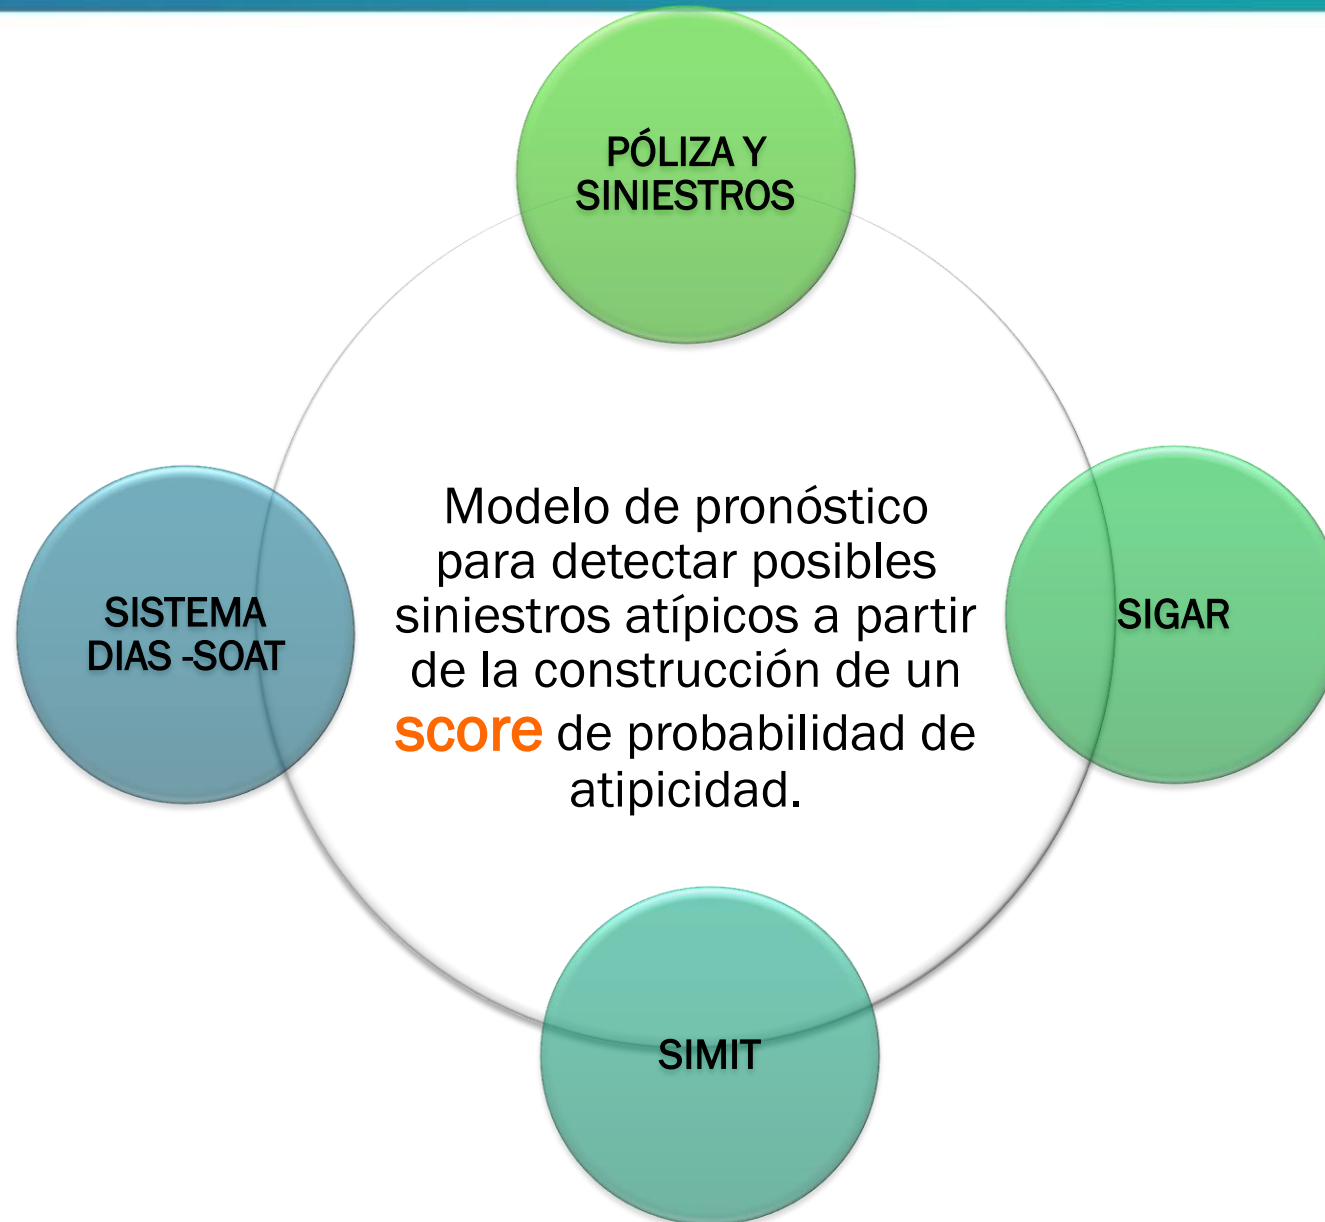 PÓLIZA Y
SINIESTROS
Modelo de pronóstico
para detectar posibles
siniestros atípicos a partir
de la construcción de un
score de probabilidad de
atipicidad.
SISTEMA
DIAS -SOAT
SIGAR
SIMIT